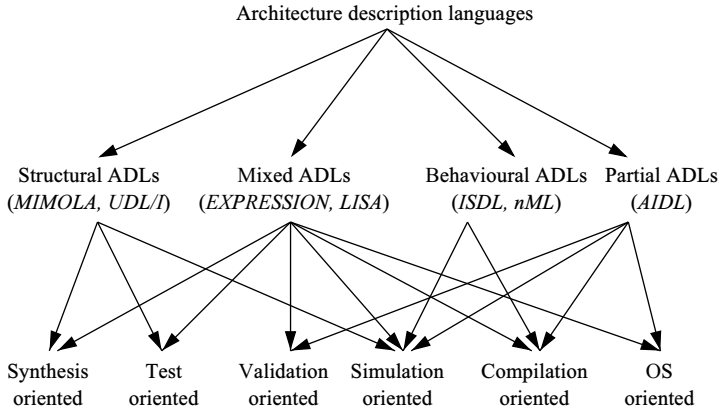 Architecture description languages
Structural ADLs
(MIMOLA, UDL/I)
Mixed ADLs
(EXPRESSION, LISA)
Behavioural ADLs
(ISDL, nML)
Partial ADLs
(AIDL)
Synthesis
oriented
Test
oriented
Validation
oriented
Simulation
oriented
Compilation
oriented
OS
oriented